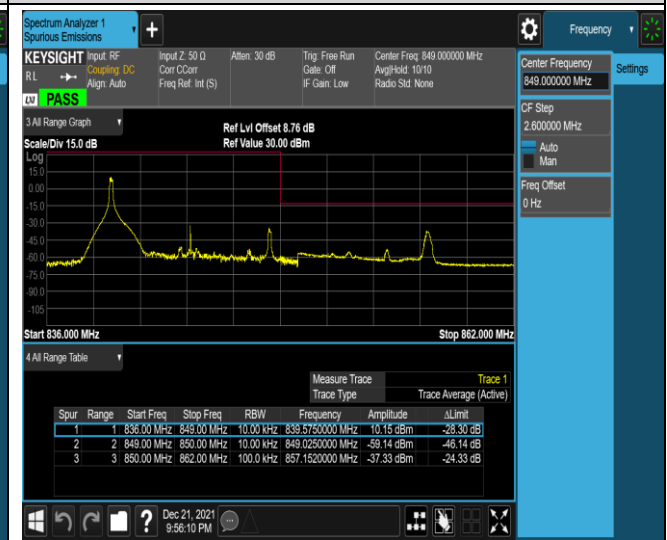 Spectrum Analyzer 1
Spurious Emissions
Frequency
KEYSIGHT Input: RF Input Z: 50 Ω Atten: 30 dB Trig: Free Run Center Freq: 849.000000 MHz
RL Coupling: DC Corr CCorr Gate: Off Avg|Hold: 10/10
Align: Auto Freq Ref: Int (S) IF Gain: Low Radio Std: None
LXI PASS
Center Frequency
849.000000 MHz
Settings
CF Step
2.600000 MHz
Auto
Man
Freq Offset
0 Hz
3 All Range Graph
Ref Lvl Offset 8.76 dB
Scale/Div 15.0 dB Ref Value 30.00 dBm
Log
15.0
0.00
-15.0
-30.0
-45.0
-60.0
-75.0
-90.0
-105
Start 836.000 MHz Stop 862.000 MHz
4 All Range Table
Measure Trace Trace 1
Trace Type Trace Average (Active)
Spur Range Start Freq Stop Freq RBW Frequency Amplitude ΔLimit
1 1 836.00 MHz 849.00 MHz 10.00 kHz 839.5750000 MHz 10.15 dBm -28.30 dB
2 2 849.00 MHz 850.00 MHz 10.00 kHz 849.0250000 MHz -59.14 dBm -46.14 dB
3 3 850.00 MHz 862.00 MHz 100.0 kHz 857.1520000 MHz -37.33 dBm -24.33 dB
Dec 21, 2021
9:56:10 PM